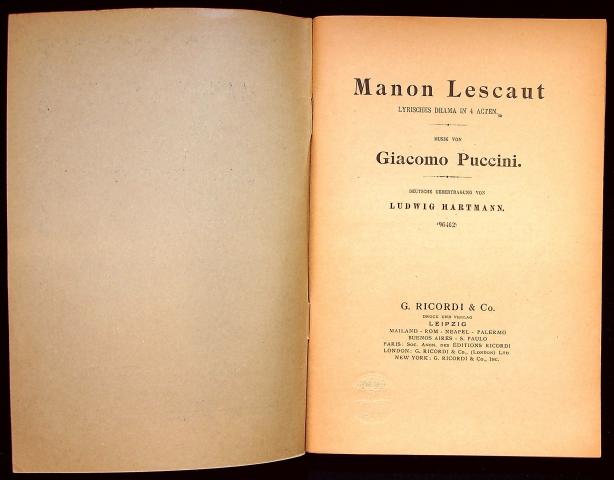 Manon Lescaut
LYRISCHES DRAMA IN 4 ACTEN.
MUSIK VON
Giacomo Puccini.
DEUTSCHE UEBERTRAGUNG VON
LUDWIG HARTMANN.
(96462)
G. RICORDI & Co.
DRUCK UND VERLAG
LEIPZIG
MAILAND - ROM - NEAPEL - PALERMO
BUENOS AIRES - S. PAULO
PARIS: SOC. ANON. DES ÉDITIONS RICORDI
LONDON: G. RICORDI & Co., (LONDON) LTD
NEW YORK: G. RICORDI & Co., INC.